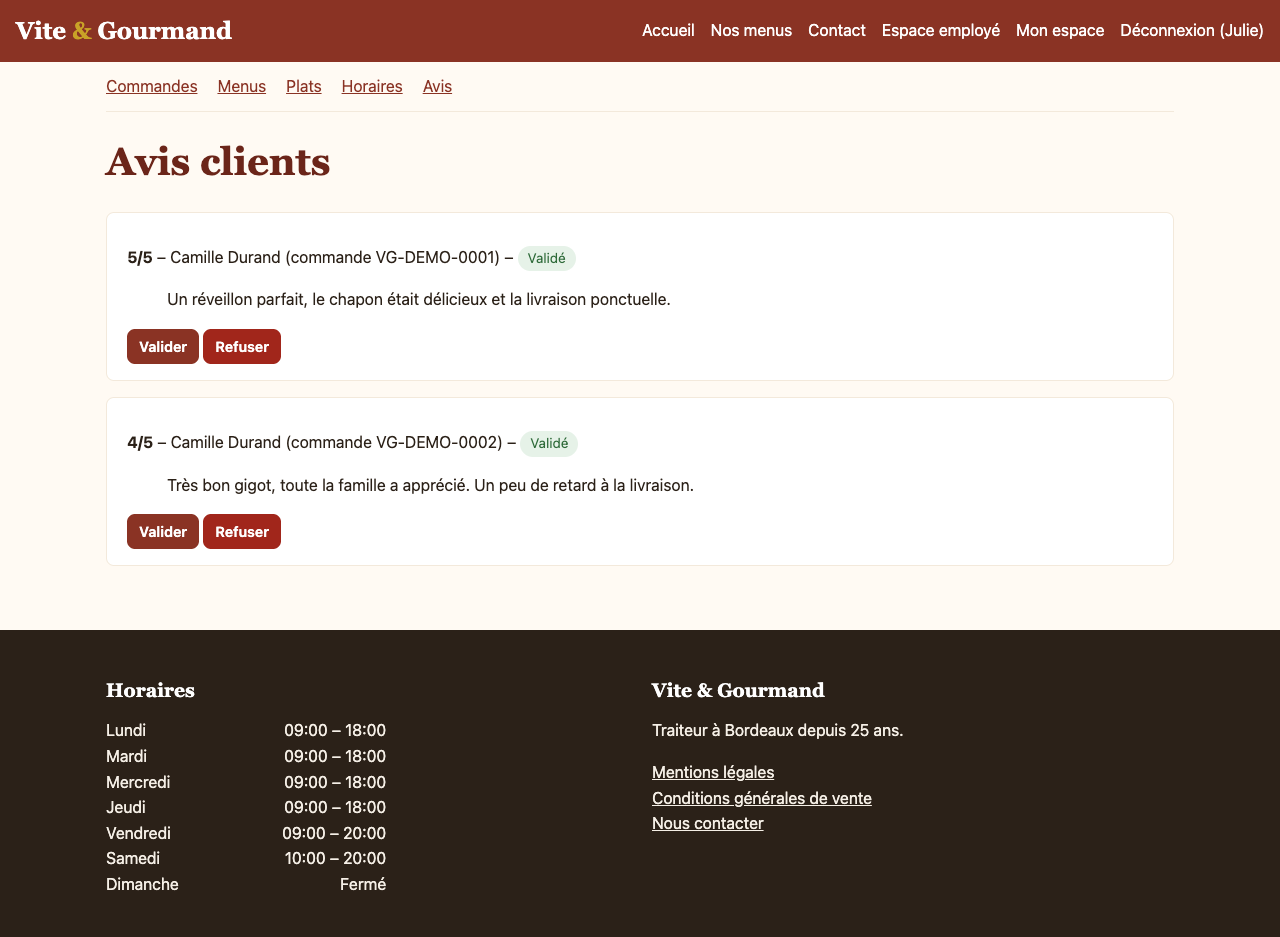 Vite & Gourmand
Accueil Nos menus Contact Espace employé Mon espace Déconnexion (Julie)
Commandes Menus Plats Horaires Avis
Avis clients
5/5 – Camille Durand (commande VG-DEMO-0001) – Validé
Un réveillon parfait, le chapon était délicieux et la livraison ponctuelle.
Valider Refuser
4/5 – Camille Durand (commande VG-DEMO-0002) – Validé
Très bon gigot, toute la famille a apprécié. Un peu de retard à la livraison.
Valider Refuser
Horaires
Lundi 09:00 – 18:00
Mardi 09:00 – 18:00
Mercredi 09:00 – 18:00
Jeudi 09:00 – 18:00
Vendredi 09:00 – 20:00
Samedi 10:00 – 20:00
Dimanche Fermé
Vite & Gourmand
Traiteur à Bordeaux depuis 25 ans.
Mentions légales
Conditions générales de vente
Nous contacter